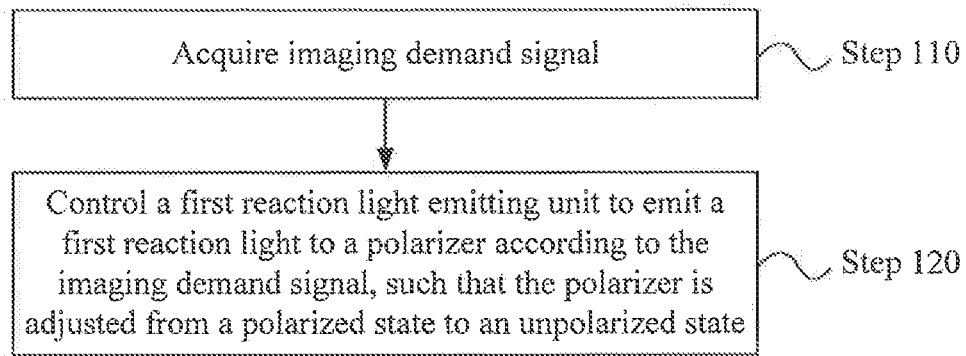 Acquire imaging demand signal
Step 110
Control a first reaction light emitting unit to emit a
first reaction light to a polarizer according to the
imaging demand signal, such that the polarizer is
adjusted from a polarized state to an unpolarized state
Step 120